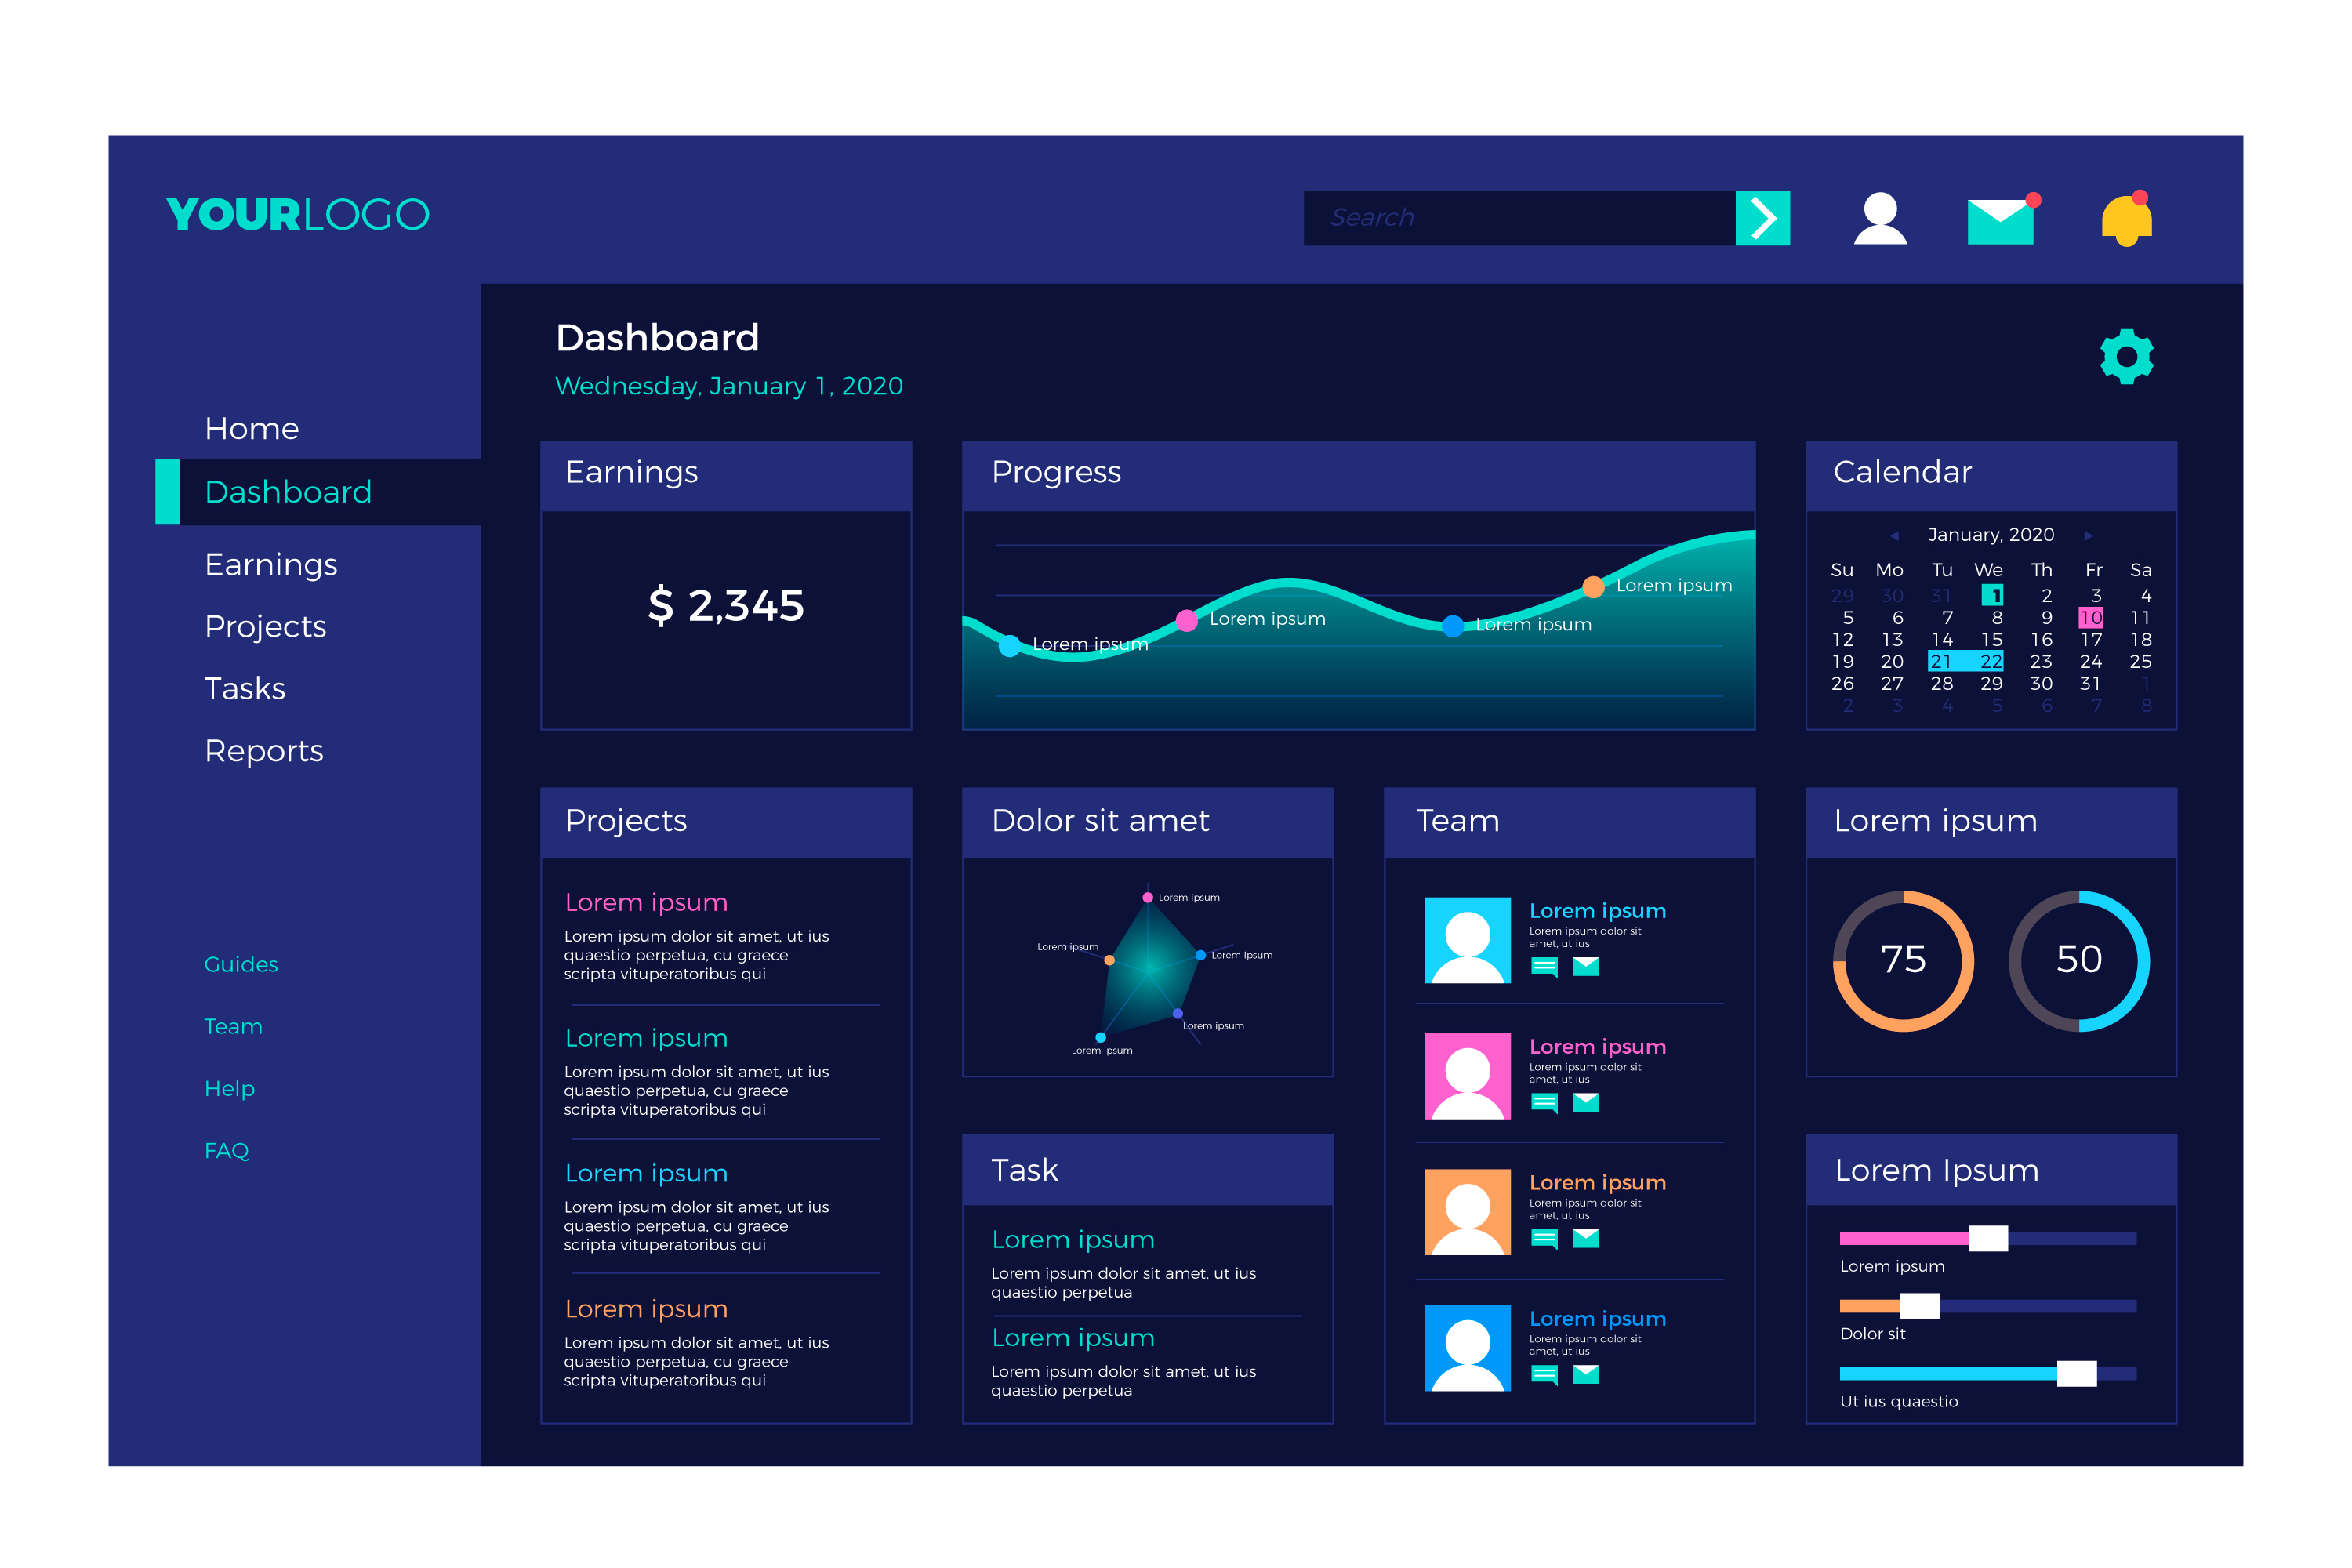 YOURLOGO
Search
Dashboard
Wednesday, January 1, 2020
Home
Dashboard
Earnings
Projects
Tasks
Reports
Guides
Team
Help
FAQ
Earnings
$ 2,345
Progress
Lorem ipsum
Lorem ipsum
Lorem ipsum
Lorem ipsum
Calendar
January, 2020
Su Mo Tu We Th Fr Sa
29 30 31 1 2 3 4
5 6 7 8 9 10 11
12 13 14 15 16 17 18
19 20 21 22 23 24 25
26 27 28 29 30 31 1
2 3 4 5 6 7 8
Projects
Lorem ipsum
Lorem ipsum dolor sit amet, ut ius
quaestio perpetua, cu graece
scripta vituperatoribus qui
Lorem ipsum
Lorem ipsum dolor sit amet, ut ius
quaestio perpetua, cu graece
scripta vituperatoribus qui
Lorem ipsum
Lorem ipsum dolor sit amet, ut ius
quaestio perpetua, cu graece
scripta vituperatoribus qui
Lorem ipsum
Lorem ipsum dolor sit amet, ut ius
quaestio perpetua, cu graece
scripta vituperatoribus qui
Dolor sit amet
Lorem ipsum
Lorem ipsum
Lorem ipsum
Lorem ipsum
Lorem ipsum
Task
Lorem ipsum
Lorem ipsum dolor sit amet, ut ius
quaestio perpetua
Lorem ipsum
Lorem ipsum dolor sit amet, ut ius
quaestio perpetua
Team
Lorem ipsum
Lorem ipsum dolor sit
amet, ut ius
Lorem ipsum
Lorem ipsum dolor sit
amet, ut ius
Lorem ipsum
Lorem ipsum dolor sit
amet, ut ius
Lorem ipsum
Lorem ipsum dolor sit
amet, ut ius
Lorem ipsum
75
50
Lorem Ipsum
Lorem ipsum
Dolor sit
Ut ius quaestio